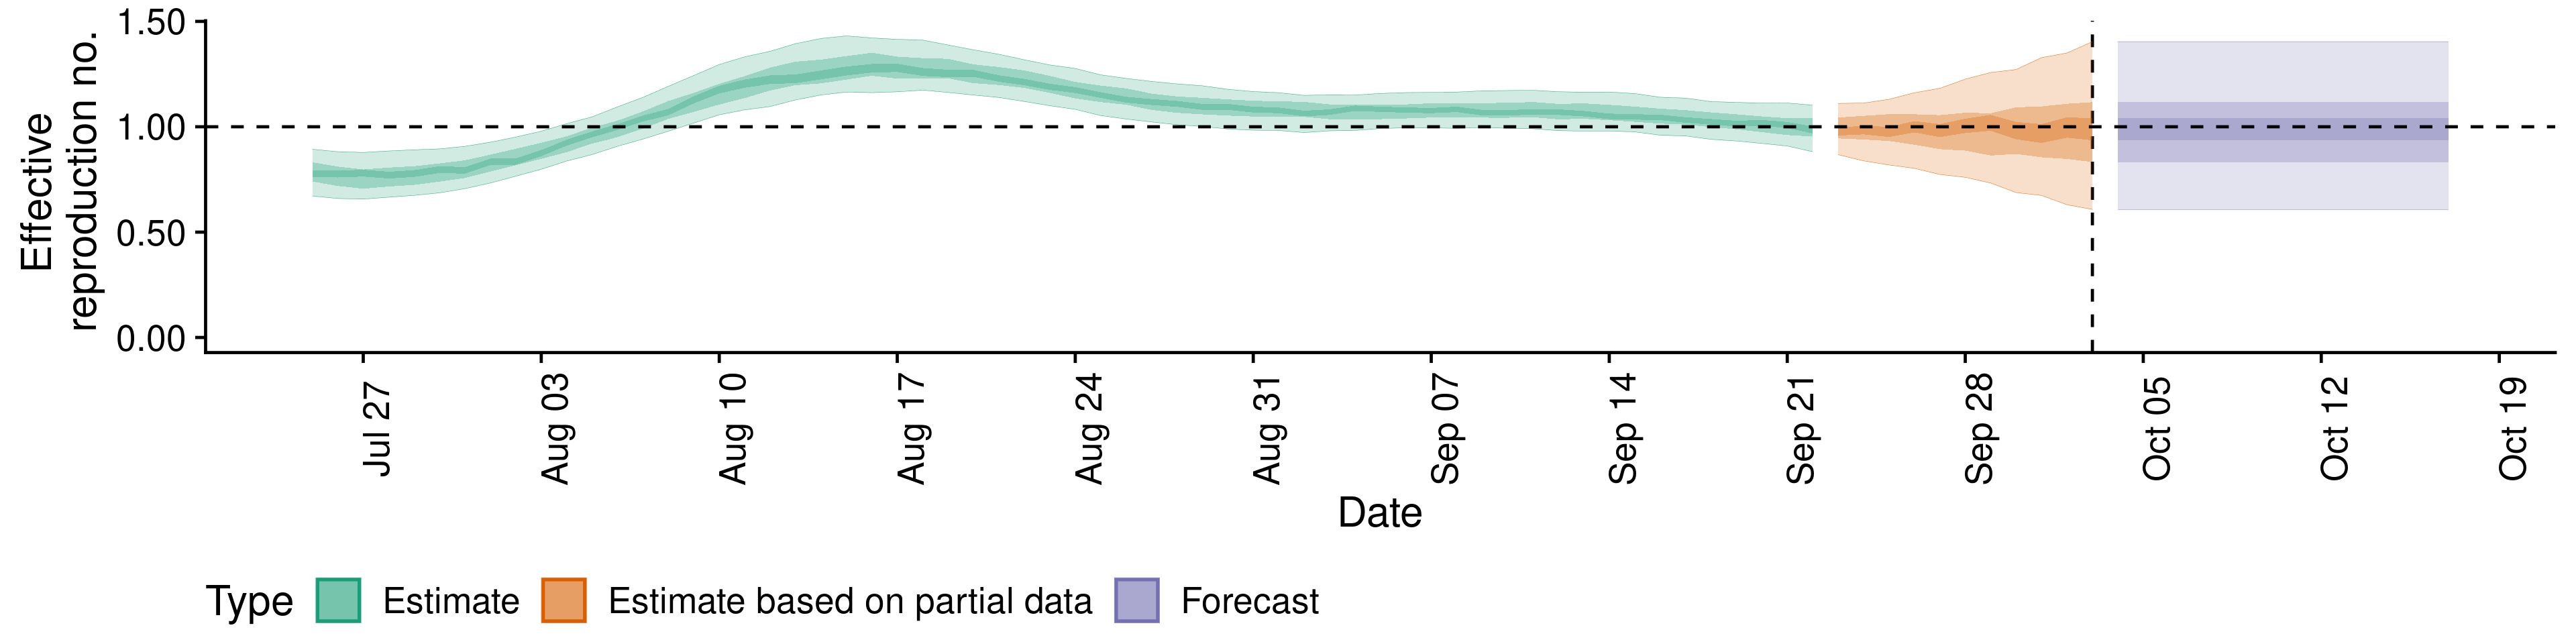 Effective
reproduction no.
1.50
1.00
0.50
0.00
Jul 27
Aug 03
Aug 10
Aug 17
Aug 24
Aug 31
Sep 07
Sep 14
Sep 21
Sep 28
Oct 05
Oct 12
Oct 19
Date
Type Estimate Estimate based on partial data Forecast